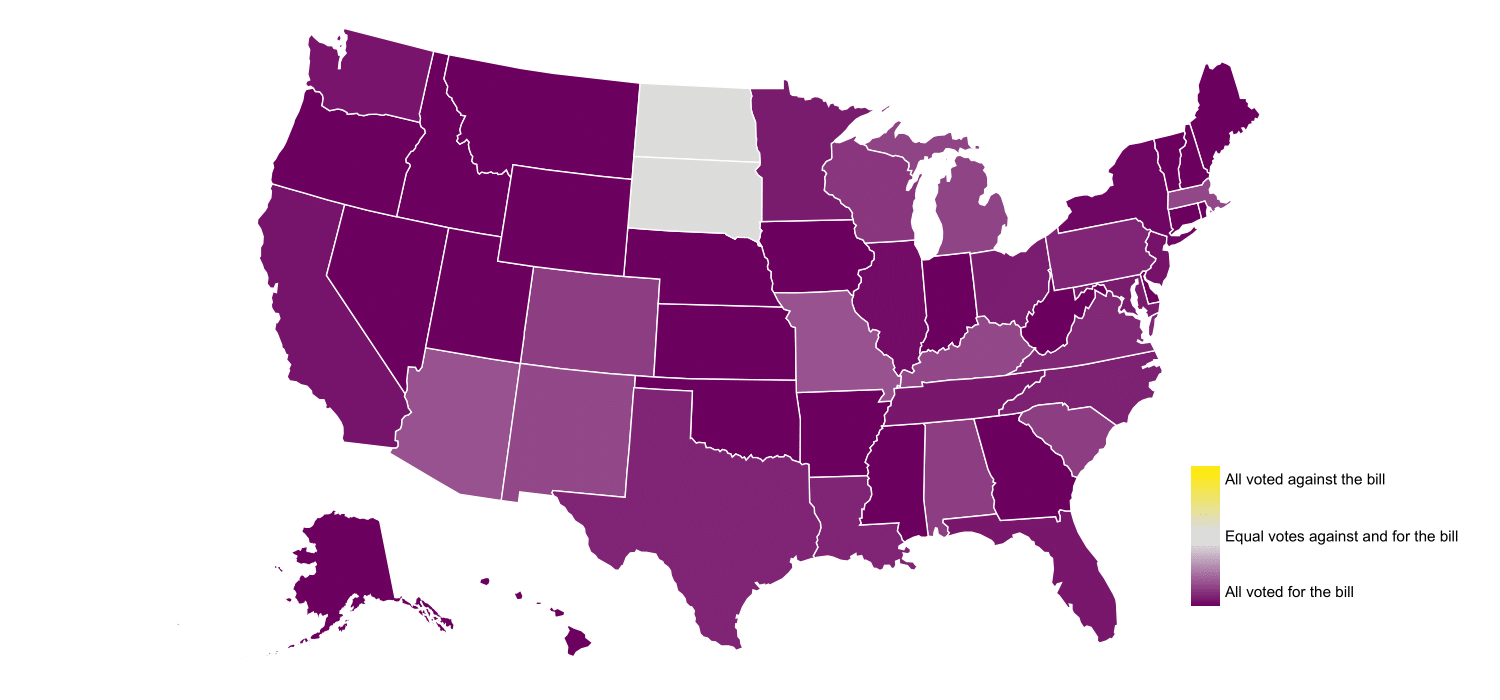 All voted against the bill
Equal votes against and for the bill
All voted for the bill